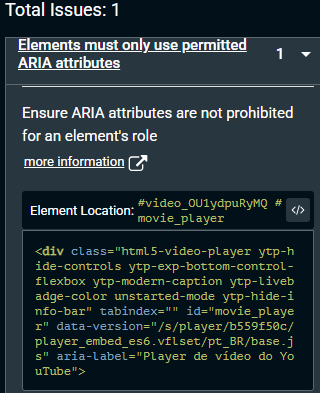 Total Issues: 1
Elements must only use permitted
ARIA attributes
1
Ensure ARIA attributes are not prohibited
for an element's role
more information
Element Location: #video_OU1ydpuRyMQ #
movie_player
</>
<div class="html5-video-player ytp-h
ide-controls ytp-exp-bottom-control-
flexbox ytp-modern-caption ytp-liveb
adge-color unstarted-mode ytp-hide-i
nfo-bar" tabindex="" id="movie_playe
r" data-version="/s/player/b559f50c/
player_embed_es6.vflset/pt_BR/base.j
s" aria-label="Player de vídeo do Yo
uTube">